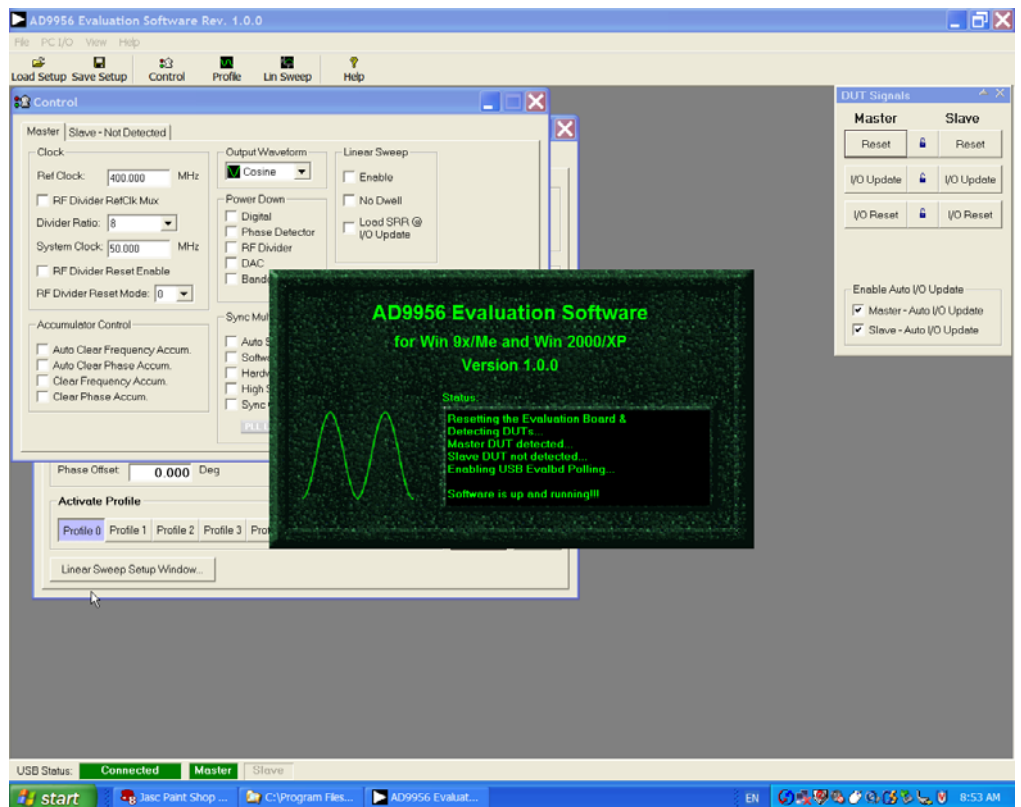 AD9956 Evaluation Software Rev. 1.0.0
File PC I/O View Help
Load Setup Save Setup Control Profile Lin Sweep Help
Control
Master Slave - Not Detected
Clock
Ref Clock: 400.000 MHz
RF Divider RefClk Mux
Divider Ratio: 8
System Clock: 50.000 MHz
RF Divider Reset Enable
RF Divider Reset Mode: 0
Accumulator Control
Auto Clear Frequency Accum.
Auto Clear Phase Accum.
Clear Frequency Accum.
Clear Phase Accum.
Output Waveform
Cosine
Power Down
Digital
Phase Detector
RF Divider
DAC
Band
Sync Mul
Auto S
Softw
Hardw
High S
Sync
Linear Sweep
Enable
No Dwell
Load SRR @
I/O Update
AD9956 Evaluation Software
for Win 9x/Me and Win 2000/XP
Version 1.0.0
Status:
Resetting the Evaluation Board &
Detecting DUTs...
Master DUT detected...
Slave DUT not detected...
Enabling USB Evalbd Polling...
Software is up and running!!!
Phase Offset: 0.000 Deg
Activate Profile
Profile 0 Profile 1 Profile 2 Profile 3 Pro
Linear Sweep Setup Window...
DUT Signals
Master Slave
Reset Reset
I/O Update I/O Update
I/O Reset I/O Reset
Enable Auto I/O Update
Master - Auto I/O Update
Slave - Auto I/O Update
USB Status: Connected Master Slave
start Jasc Paint Shop ... C:\Program Files... AD9956 Evaluat... EN 8:53 AM